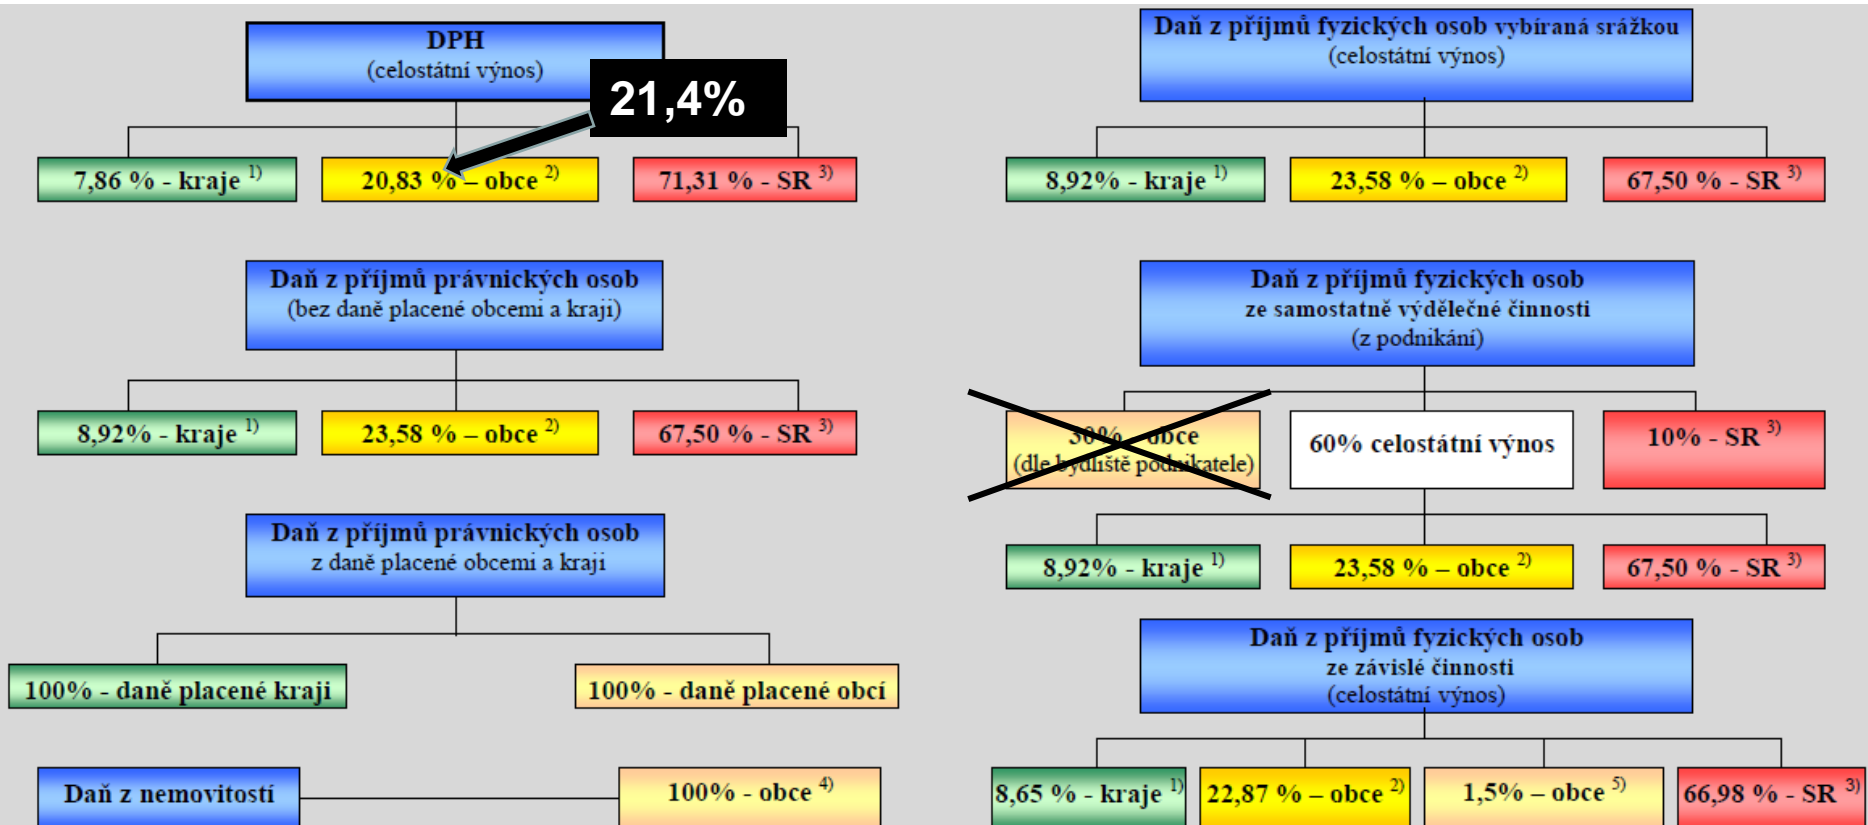 DPH
(celostátní výnos)
21,4%
7,86 % - kraje 1)
20,83 % – obce 2)
71,31 % - SR 3)
Daň z příjmů právnických osob
(bez daně placené obcemi a kraji)
8,92% - kraje 1)
23,58 % – obce 2)
67,50 % - SR 3)
Daň z příjmů právnických osob
z daně placené obcemi a kraji
100% - daně placené kraji
100% - daně placené obcí
Daň z nemovitostí
100% - obce 4)
Daň z příjmů fyzických osob vybíraná srážkou
(celostátní výnos)
8,92% - kraje 1)
23,58 % – obce 2)
67,50 % - SR 3)
Daň z příjmů fyzických osob
ze samostatně výdělečné činnosti
(z podnikání)
30% - obce
(dle bydliště podnikatele)
60% celostátní výnos
10% - SR 3)
8,92% - kraje 1)
23,58 % – obce 2)
67,50 % - SR 3)
Daň z příjmů fyzických osob
ze závislé činnosti
(celostátní výnos)
8,65 % - kraje 1)
22,87 % – obce 2)
1,5% – obce 5)
66,98 % - SR 3)